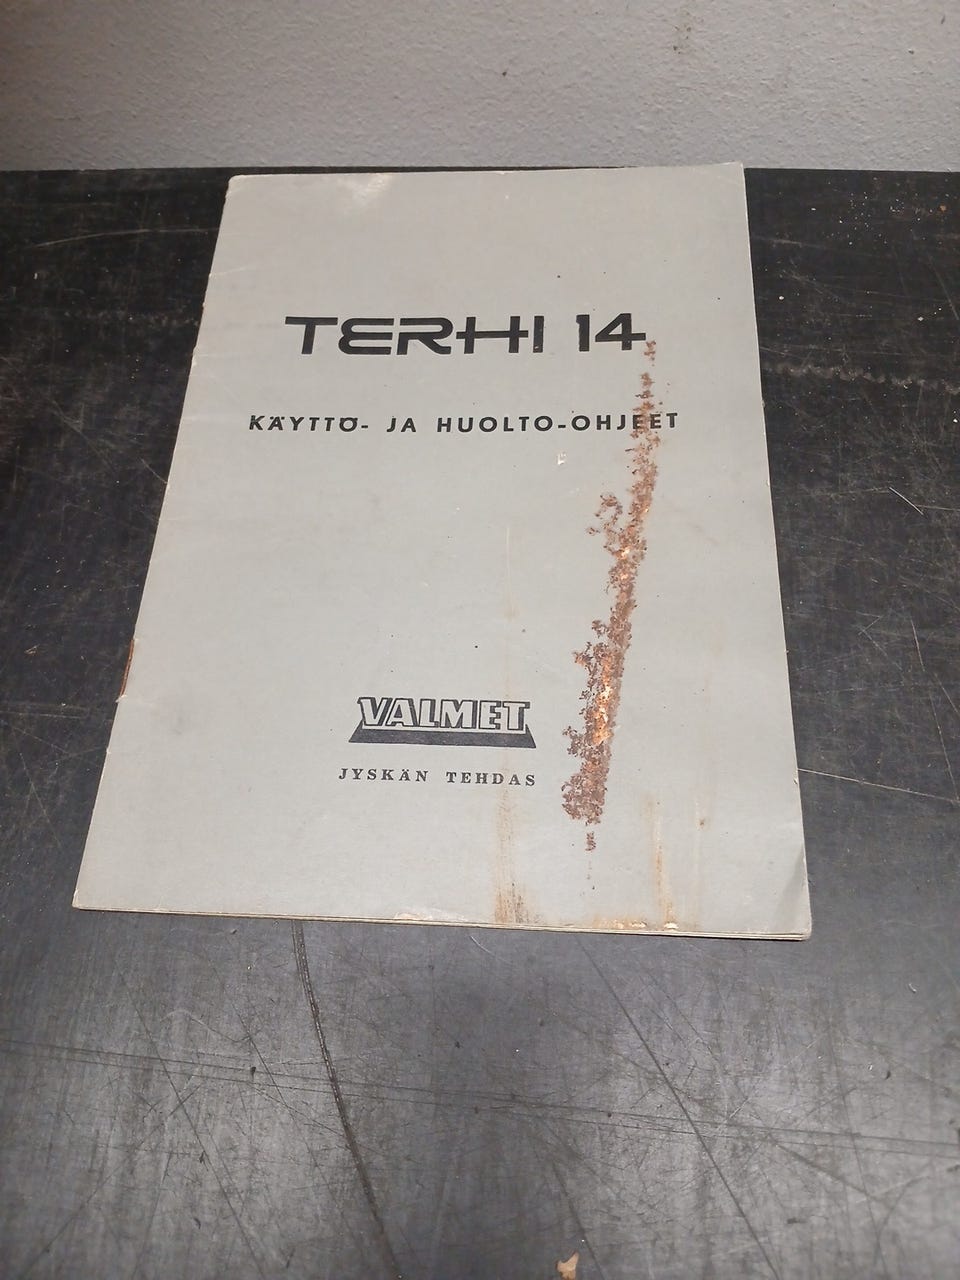 TERHI 14
KÄYTTÖ- JA HUOLTO-OHJEET
VALMET
JYSKÄN TEHDAS